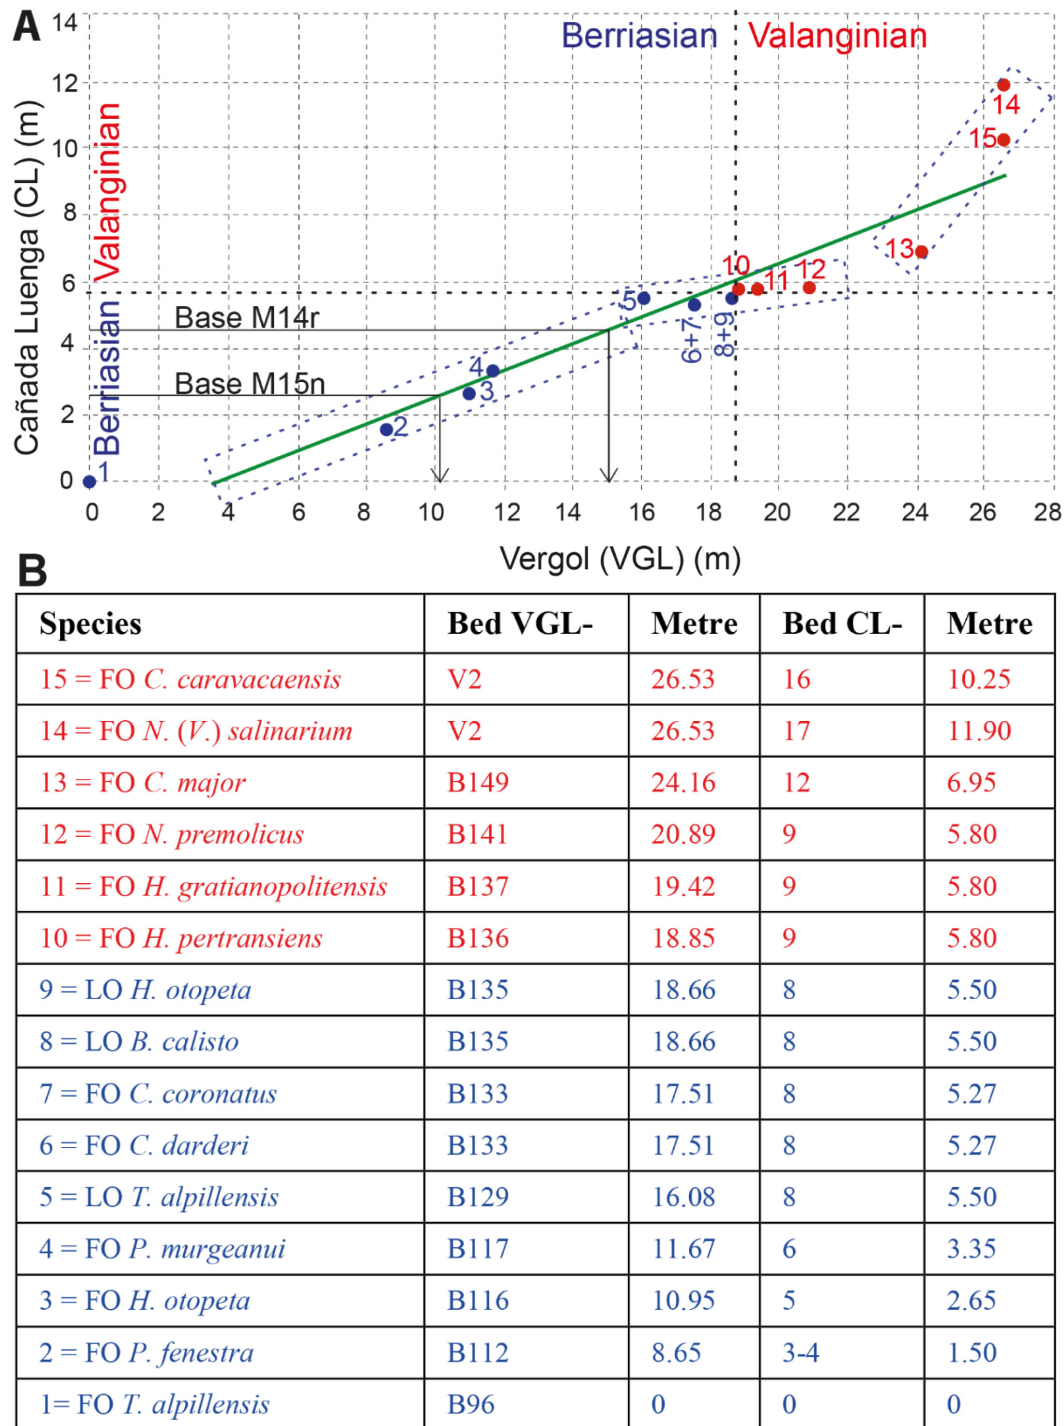 A
14
12
10
8
6
4
2
0
Cañada Luenga (CL) (m)
Berriasian
Valanginian
Berriasian
Valanginian
Base M14r
Base M15n
1
2
3
4
5
6+7
8+9
10
11
12
13
14
15
0 2 4 6 8 10 12 14 16 18 20 22 24 26 28
Vergol (VGL) (m)
B
Species Bed VGL- Metre Bed CL- Metre
15 = FO C. caravacaensis V2 26.53 16 10.25
14 = FO N. (V.) salinarium V2 26.53 17 11.90
13 = FO C. major B149 24.16 12 6.95
12 = FO N. premolicus B141 20.89 9 5.80
11 = FO H. gratianopolitensis B137 19.42 9 5.80
10 = FO H. pertransiens B136 18.85 9 5.80
9 = LO H. otopeta B135 18.66 8 5.50
8 = LO B. calisto B135 18.66 8 5.50
7 = FO C. coronatus B133 17.51 8 5.27
6 = FO C. darderi B133 17.51 8 5.27
5 = LO T. alpillensis B129 16.08 8 5.50
4 = FO P. murgeanui B117 11.67 6 3.35
3 = FO H. otopeta B116 10.95 5 2.65
2 = FO P. fenestra B112 8.65 3-4 1.50
1= FO T. alpillensis B96 0 0 0